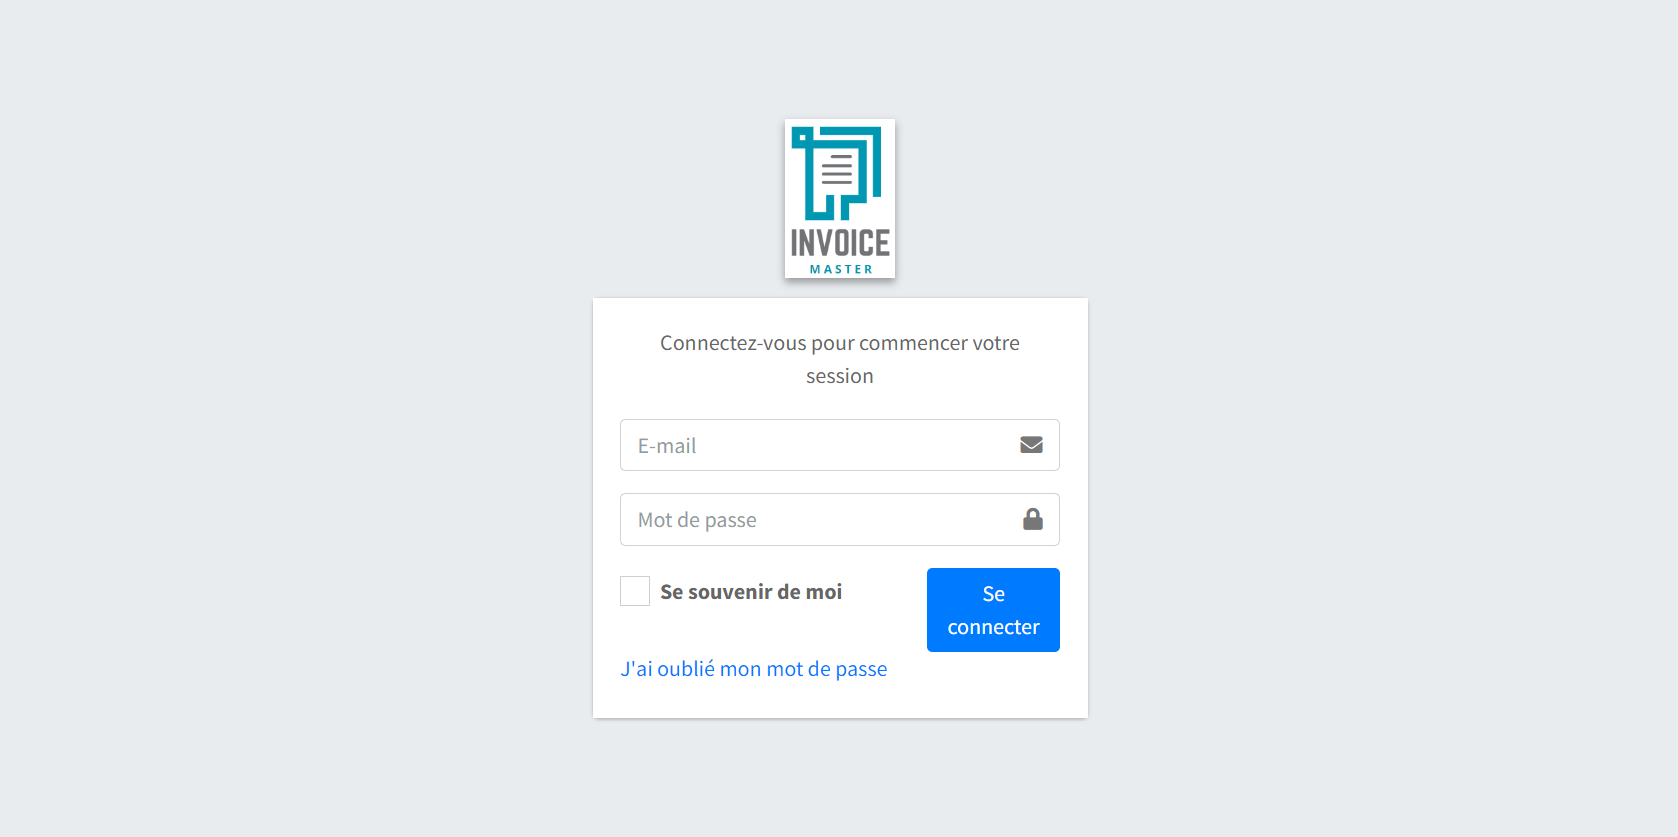 INVOICE
MASTER
Connectez-vous pour commencer votre
session
E-mail
Mot de passe
Se souvenir de moi
Se
connecter
J'ai oublié mon mot de passe